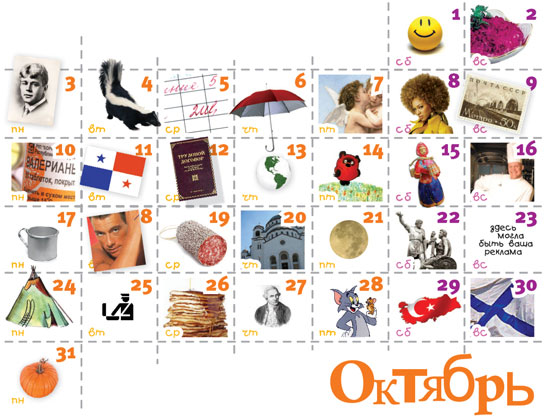 1 2
сб вс
3 4 5 6 7 8 9
ПОЧТА СССР
30
пн вт ср чт пт сб вс
10 11 12 13 14 15 16
ВАЛЕРИАН
ТРУДОВОЙ
ДОГОВОР
пн вт ср чт пт сб вс
17 8 19 20 21 22 23
здесь
могла
быть ваша
реклама
пн вт ср чт пт сб вс
24 25 26 27 28 29 30
пн вт ср чт пт сб вс
31
пн
Октябрь